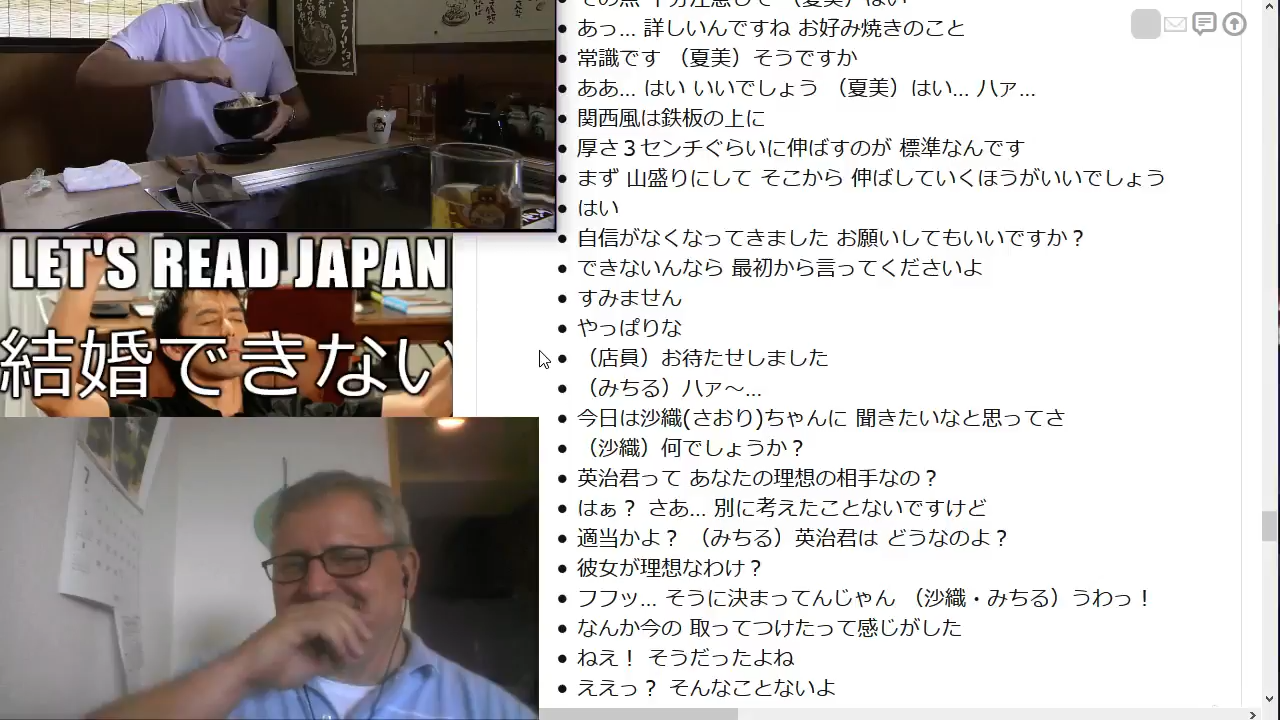 その点 十分注意して （夏美）はい
あっ… 詳しいんですね お好み焼きのこと
常識です （夏美）そうですか
ああ… はい いいでしょう （夏美）はい… ハァ…
関西風は鉄板の上に
厚さ３センチぐらいに伸ばすのが 標準なんです
まず 山盛りにして そこから 伸ばしていくほうがいいでしょう
はい
自信がなくなってきました お願いしてもいいですか？
できないんなら 最初から言ってくださいよ
すみません
やっぱりな
（店員）お待たせしました
（みちる）ハァ〜…
今日は沙織(さおり)ちゃんに 聞きたいなと思ってさ
（沙織）何でしょうか？
英治君って あなたの理想の相手なの？
はぁ？ さあ… 別に考えたことないですけど
適当かよ？ （みちる）英治君は どうなのよ？
彼女が理想なわけ？
フフッ… そうに決まってんじゃん （沙織・みちる）うわっ！
なんか今の 取ってつけたって感じがした
ねえ！ そうだったよね
ええっ？ そんなことないよ
LET'S READ JAPAN
結婚できない
7